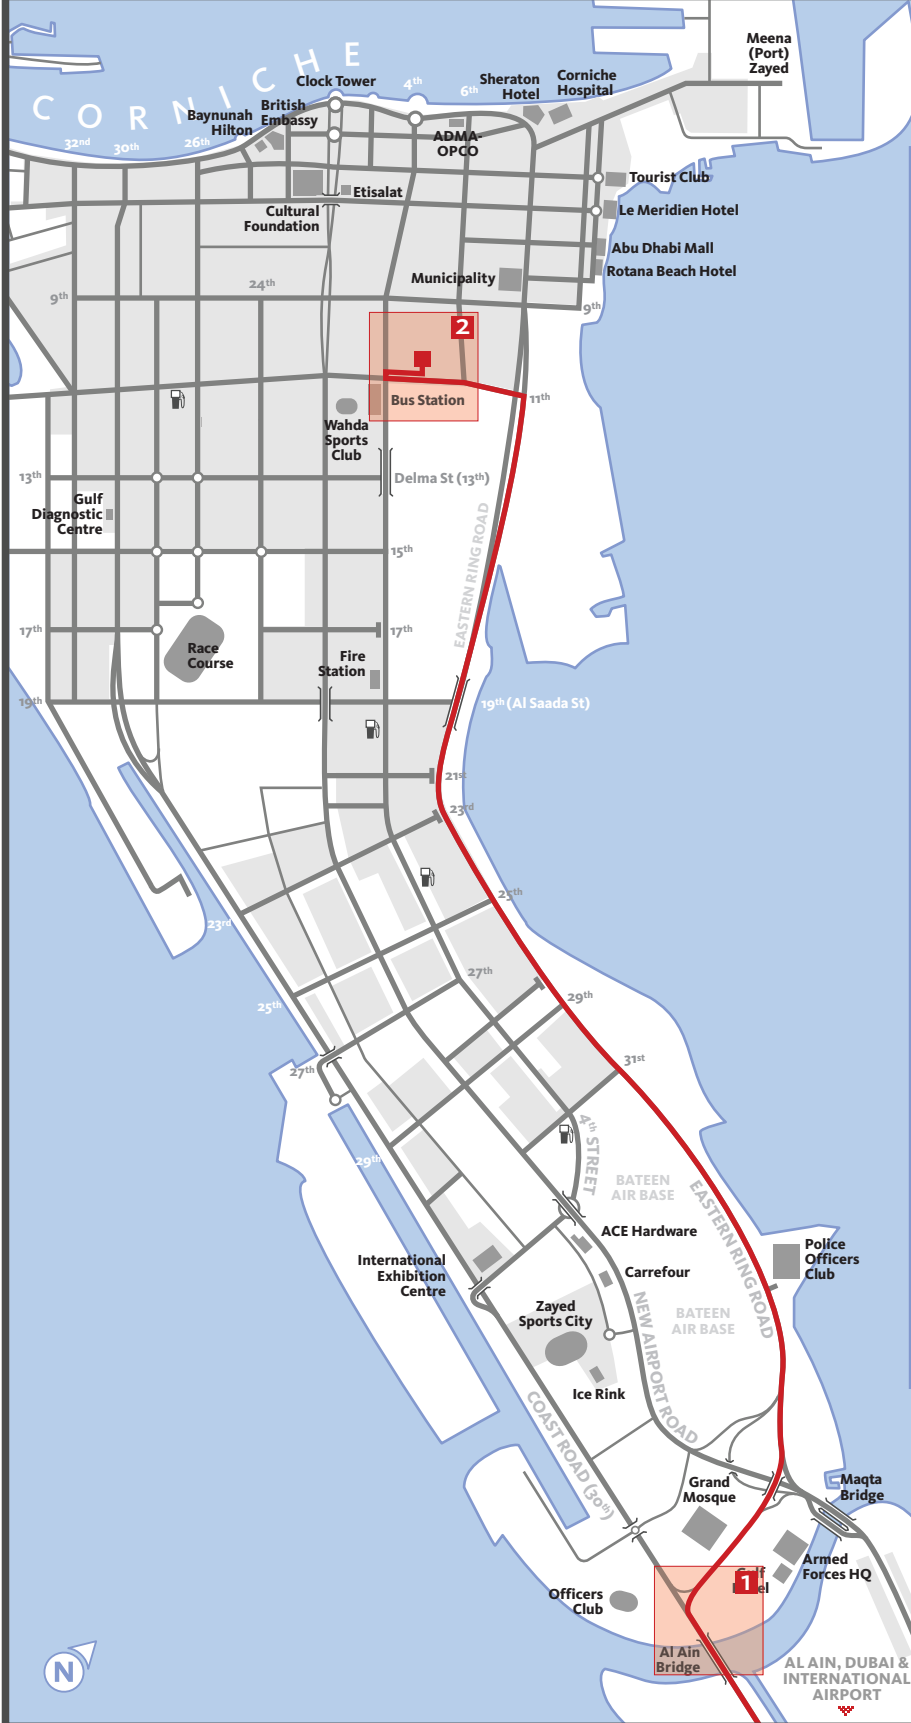 Meena
(Port)
Zayed
CORNICHE
Clock Tower
4th
6th
Sheraton
Hotel
Corniche
Hospital
Baynunah
Hilton
British
Embassy
ADMA-
OPCO
32nd
30th
26th
Tourist Club
Etisalat
Le Meridien Hotel
Cultural
Foundation
Abu Dhabi Mall
Rotana Beach Hotel
Municipality
24th
9th
9th
2
Bus Station
11th
Wahda
Sports
Club
13th
Delma St (13th)
Gulf
Diagnostic
Centre
EASTERN RING ROAD
15th
17th
17th
Race
Course
Fire
Station
19th
19th (Al Saada St)
21st
23rd
25th
23rd
27th
29th
25th
31st
27th
4th STREET
29th
BATEEN
AIR BASE
EASTERN RING ROAD
ACE Hardware
Police
Officers
Club
International
Exhibition
Centre
Carrefour
Zayed
Sports City
NEW AIRPORT ROAD
BATEEN
AIR BASE
Ice Rink
COAST ROAD (30th)
Grand
Mosque
Maqta
Bridge
Armed
Forces HQ
1
Officers
Club
Al Ain
Bridge
N
AL AIN, DUBAI &
INTERNATIONAL
AIRPORT